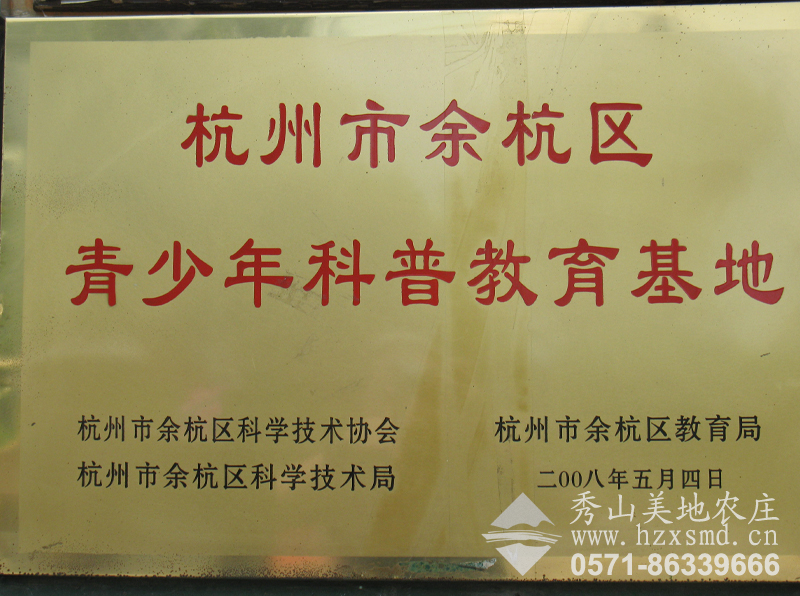 杭州市余杭区
青少年科普教育基地
杭州市余杭区科学技术协会
杭州市余杭区科学技术局
杭州市余杭区教育局
二00八年五月四日
秀山美地农庄
www.hzxsmd.cn
0571-86339666